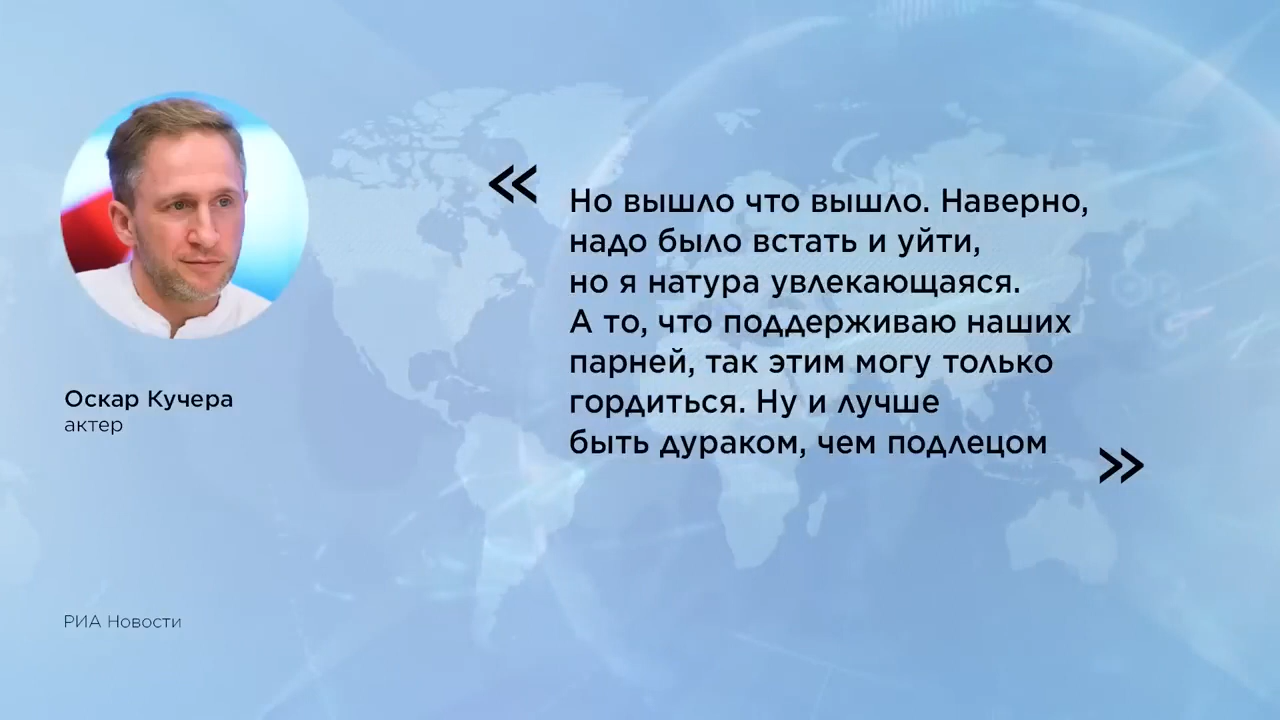 Оскар Кучера
актер
«
Но вышло что вышло. Наверно,
надо было встать и уйти,
но я натура увлекающаяся.
А то, что поддерживаю наших
парней, так этим могу только
гордиться. Ну и лучше
быть дураком, чем подлецом
»
РИА Новости